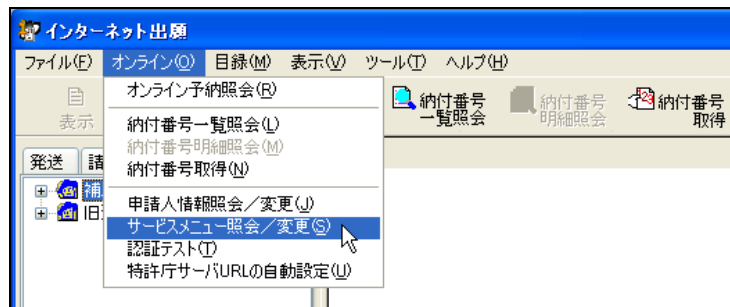 インターネット出願
ファイル(F) オンライン(O) 目録(M) 表示(V) ツール(T) ヘルプ(H)
表示
オンライン予納照会(R)
納付番号一覧照会(L)
納付番号明細照会(M)
納付番号取得(N)
申請人情報照会／変更(J)
サービスメニュー照会／変更(S)
認証テスト(T)
特許庁サーバURLの自動設定(U)
納付番号
一覧照会
納付番号
明細照会
納付番号
取得
発送